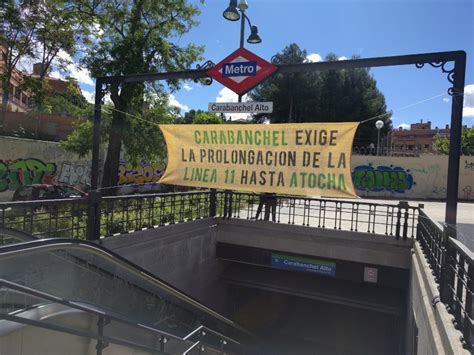 Metro
Carabanchel Alto
CARABANCHEL EXIGE
LA PROLONGACION DE LA
LINEA 11 HASTA ATOCHA
Carabanchel Alto